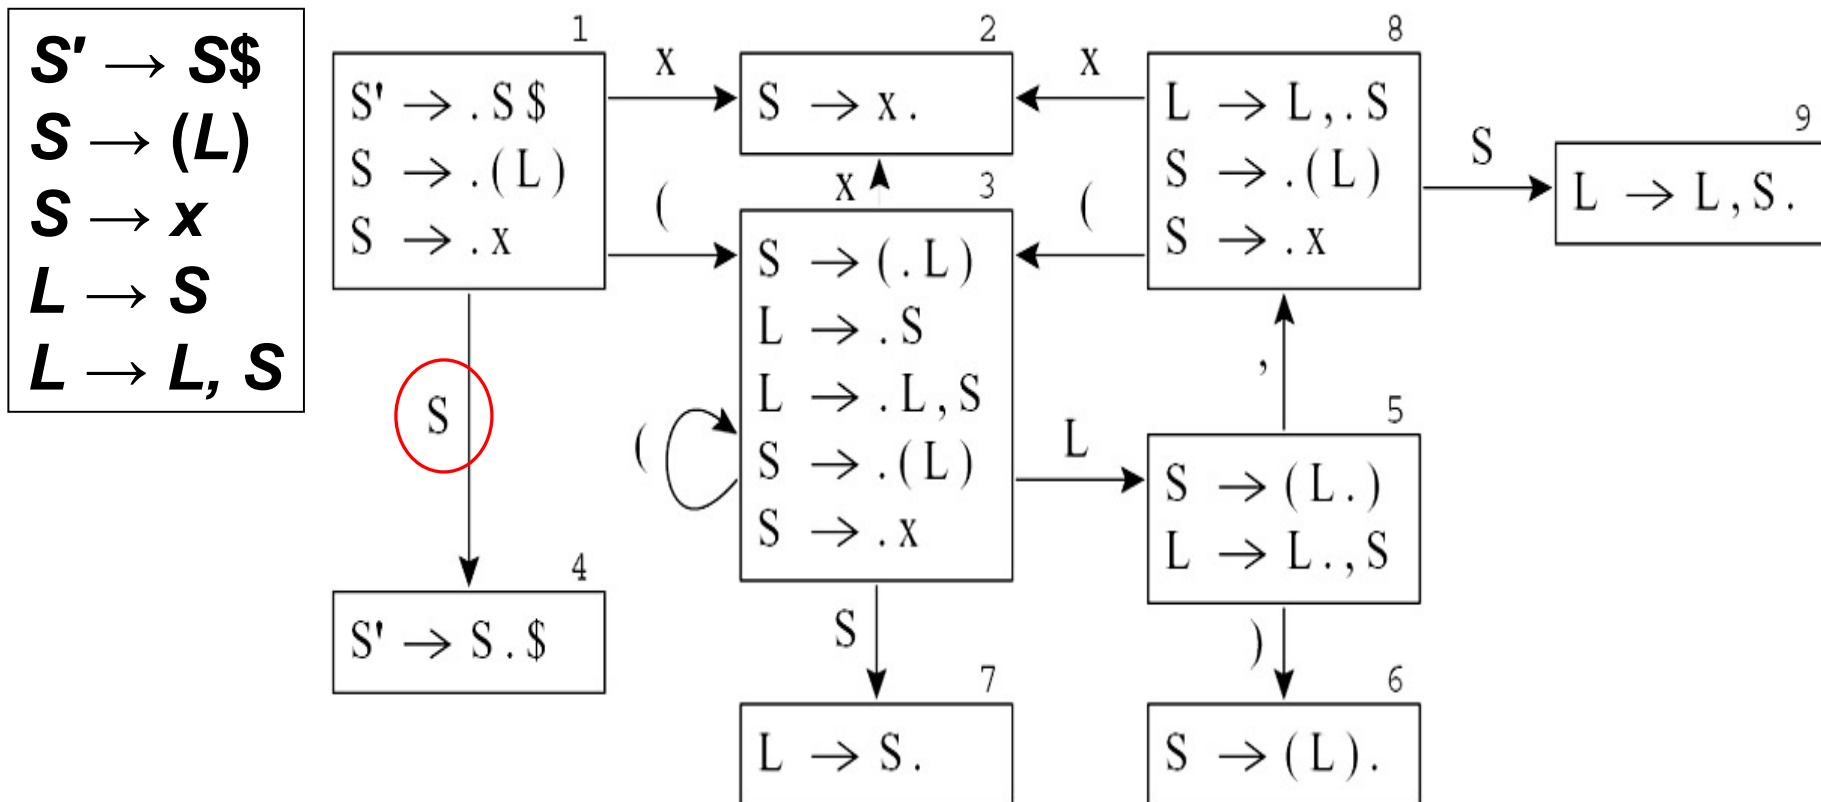 S' → S$
S → (L)
S → x
L → S
L → L, S
1
S' → .S$
S → .(L)
S → .x
x
(
S
4
S' → S.$
2
S → x.
x
3
S → (.L)
L → .S
L → .L,S
S → .(L)
S → .x
(
S
7
L → S.
L
x
(
8
L → L,.S
S → .(L)
S → .x
S
9
L → L,S.
,
5
S → (L.)
L → L.,S
)
6
S → (L).